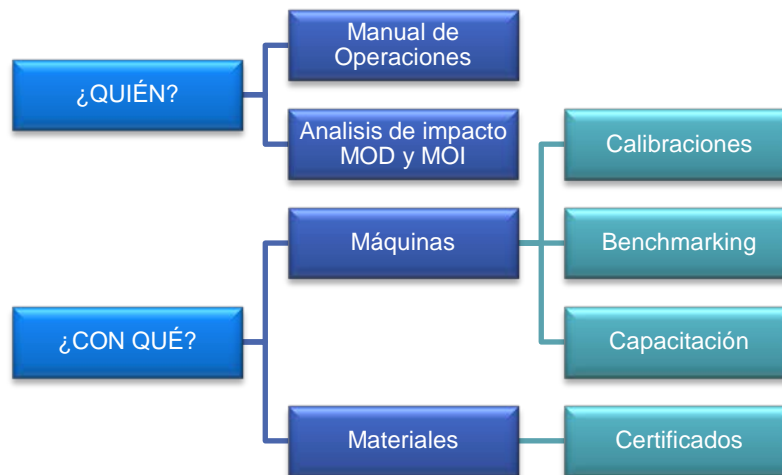 ¿QUIÉN?
Manual de
Operaciones
Analisis de impacto
MOD y MOI
¿CON QUÉ?
Máquinas
Calibraciones
Benchmarking
Capacitación
Materiales
Certificados